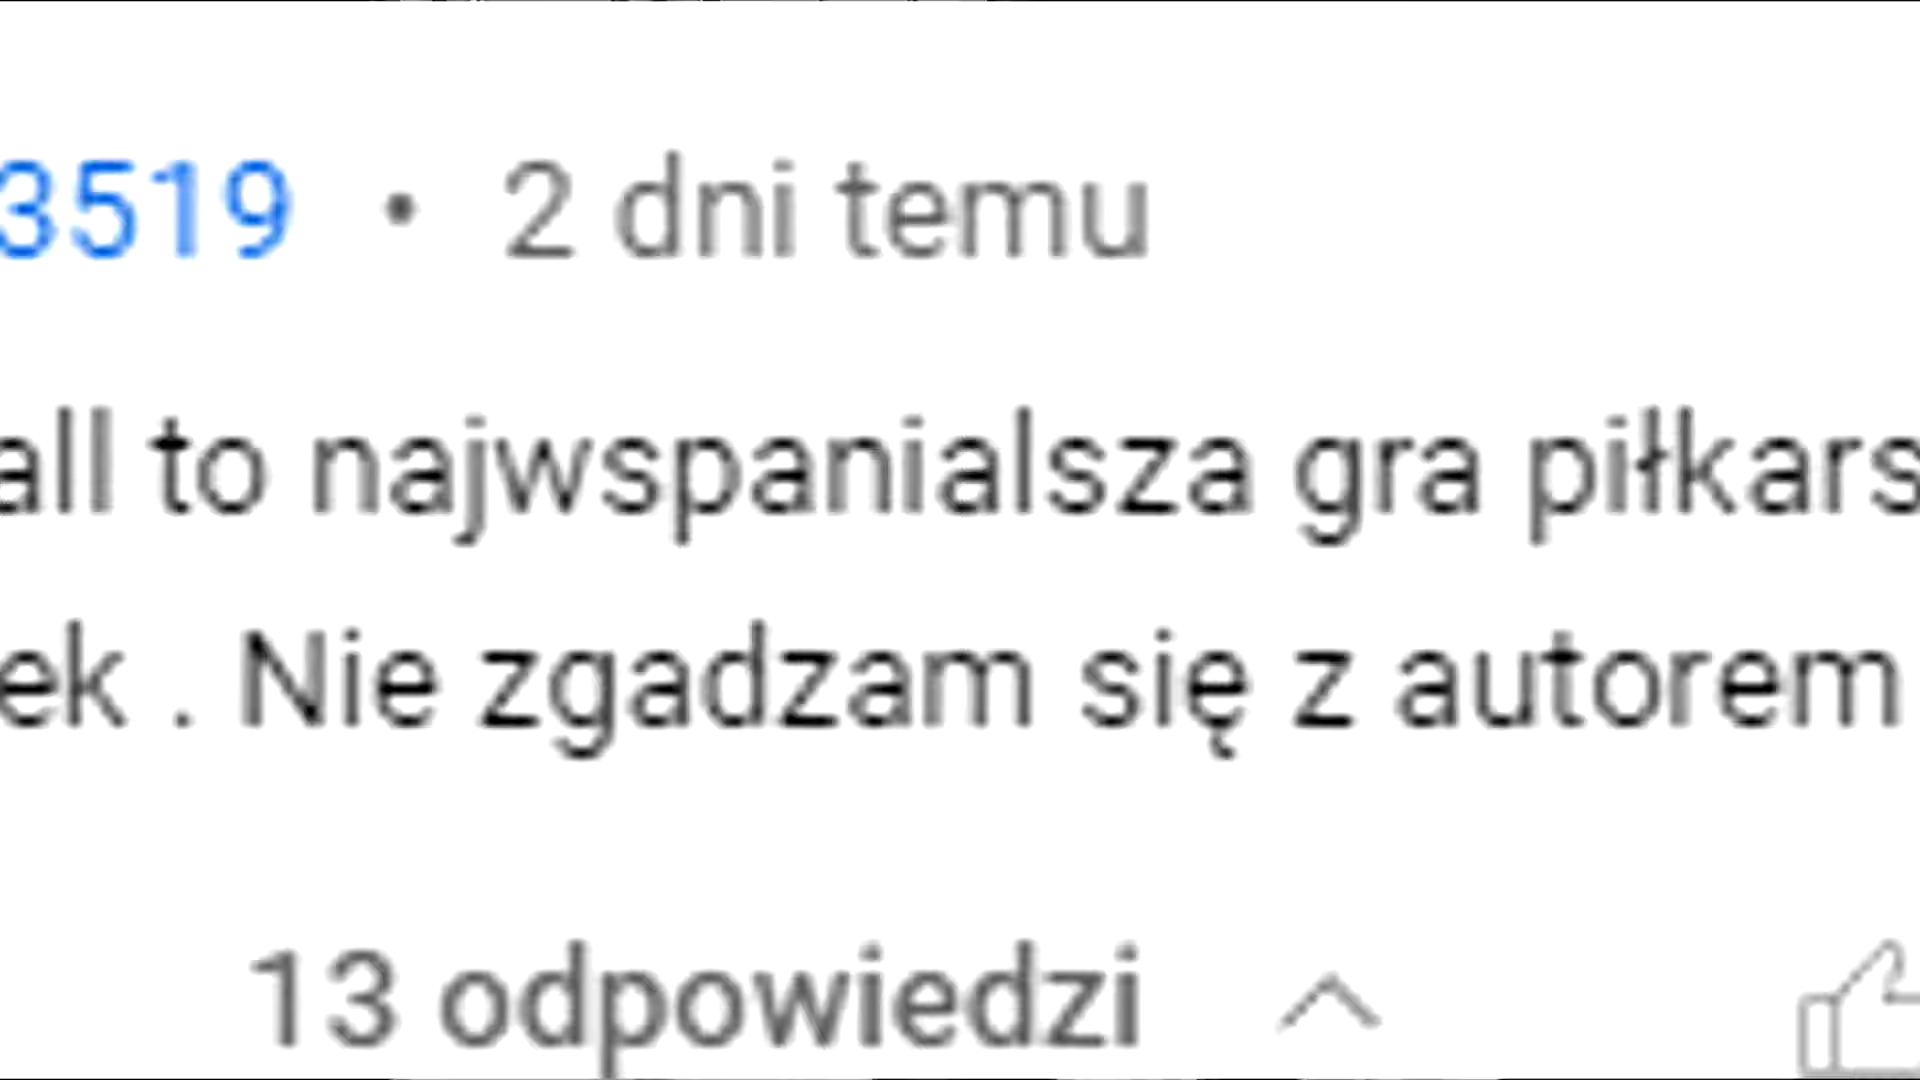 3519 • 2 dni temu
all to najwspanialsza gra piłkars
ek . Nie zgadzam się z autorem
13 odpowiedzi